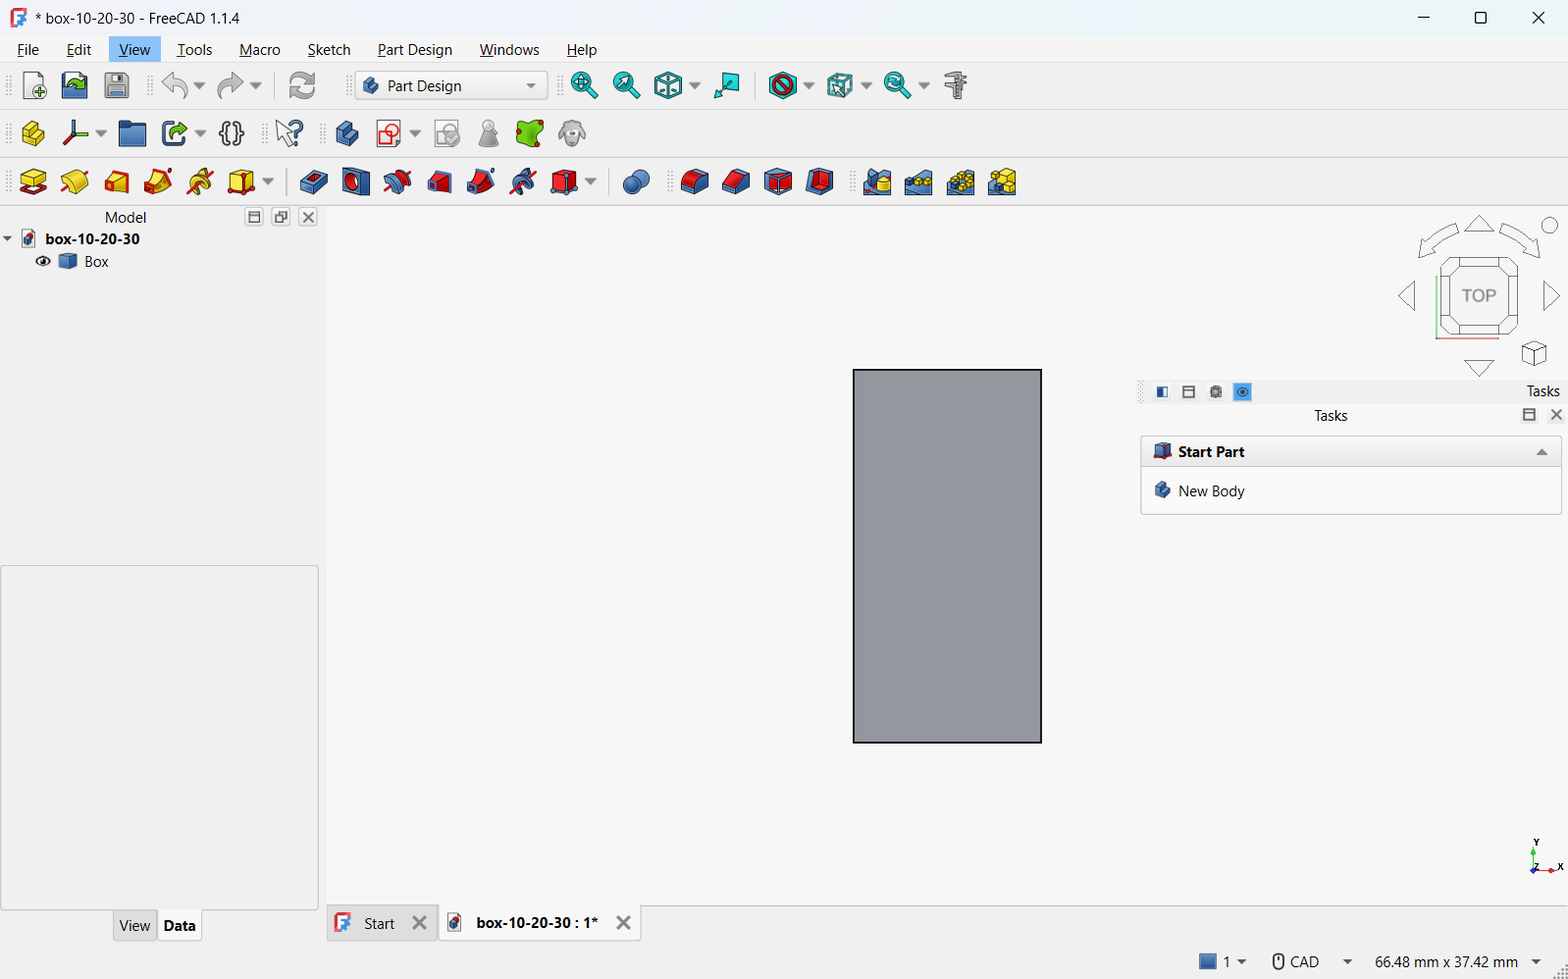 * box-10-20-30 - FreeCAD 1.1.4
File Edit View Tools Macro Sketch Part Design Windows Help
Part Design
Model
box-10-20-30
Box
TOP
Tasks
Tasks
Start Part
New Body
Y
Z X
View Data
Start box-10-20-30 : 1*
1 CAD 66.48 mm x 37.42 mm